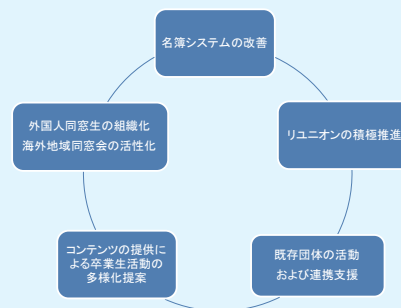 名簿システムの改善
リユニオンの積極推進
既存団体の活動
および連携支援
コンテンツの提供に
よる卒業生活動の
多様化提案
外国人同窓生の組織化
海外地域同窓会の活性化